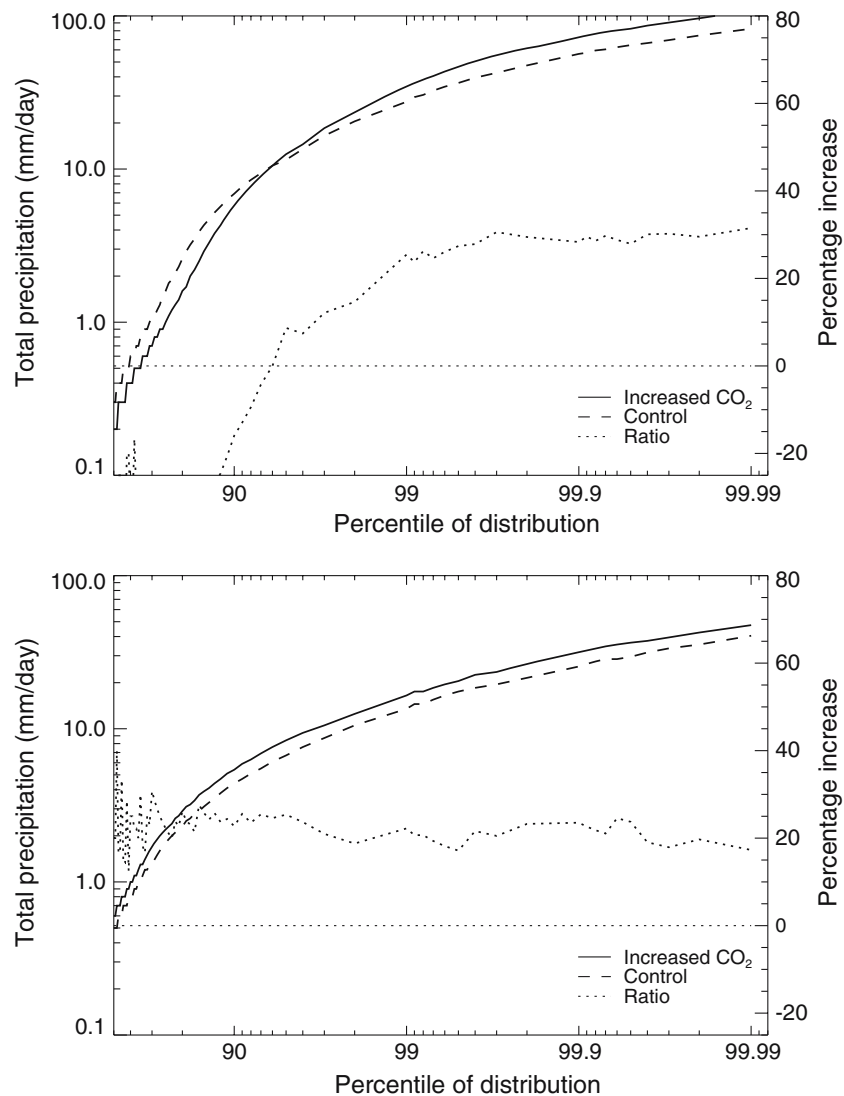 100.0
10.0
1.0
0.1
Total precipitation (mm/day)
80
60
40
20
0
-20
Percentage increase
Increased CO₂
Control
Ratio
90
99
99.9
99.99
Percentile of distribution
100.0
10.0
1.0
0.1
Total precipitation (mm/day)
80
60
40
20
0
-20
Percentage increase
Increased CO₂
Control
Ratio
90
99
99.9
99.99
Percentile of distribution